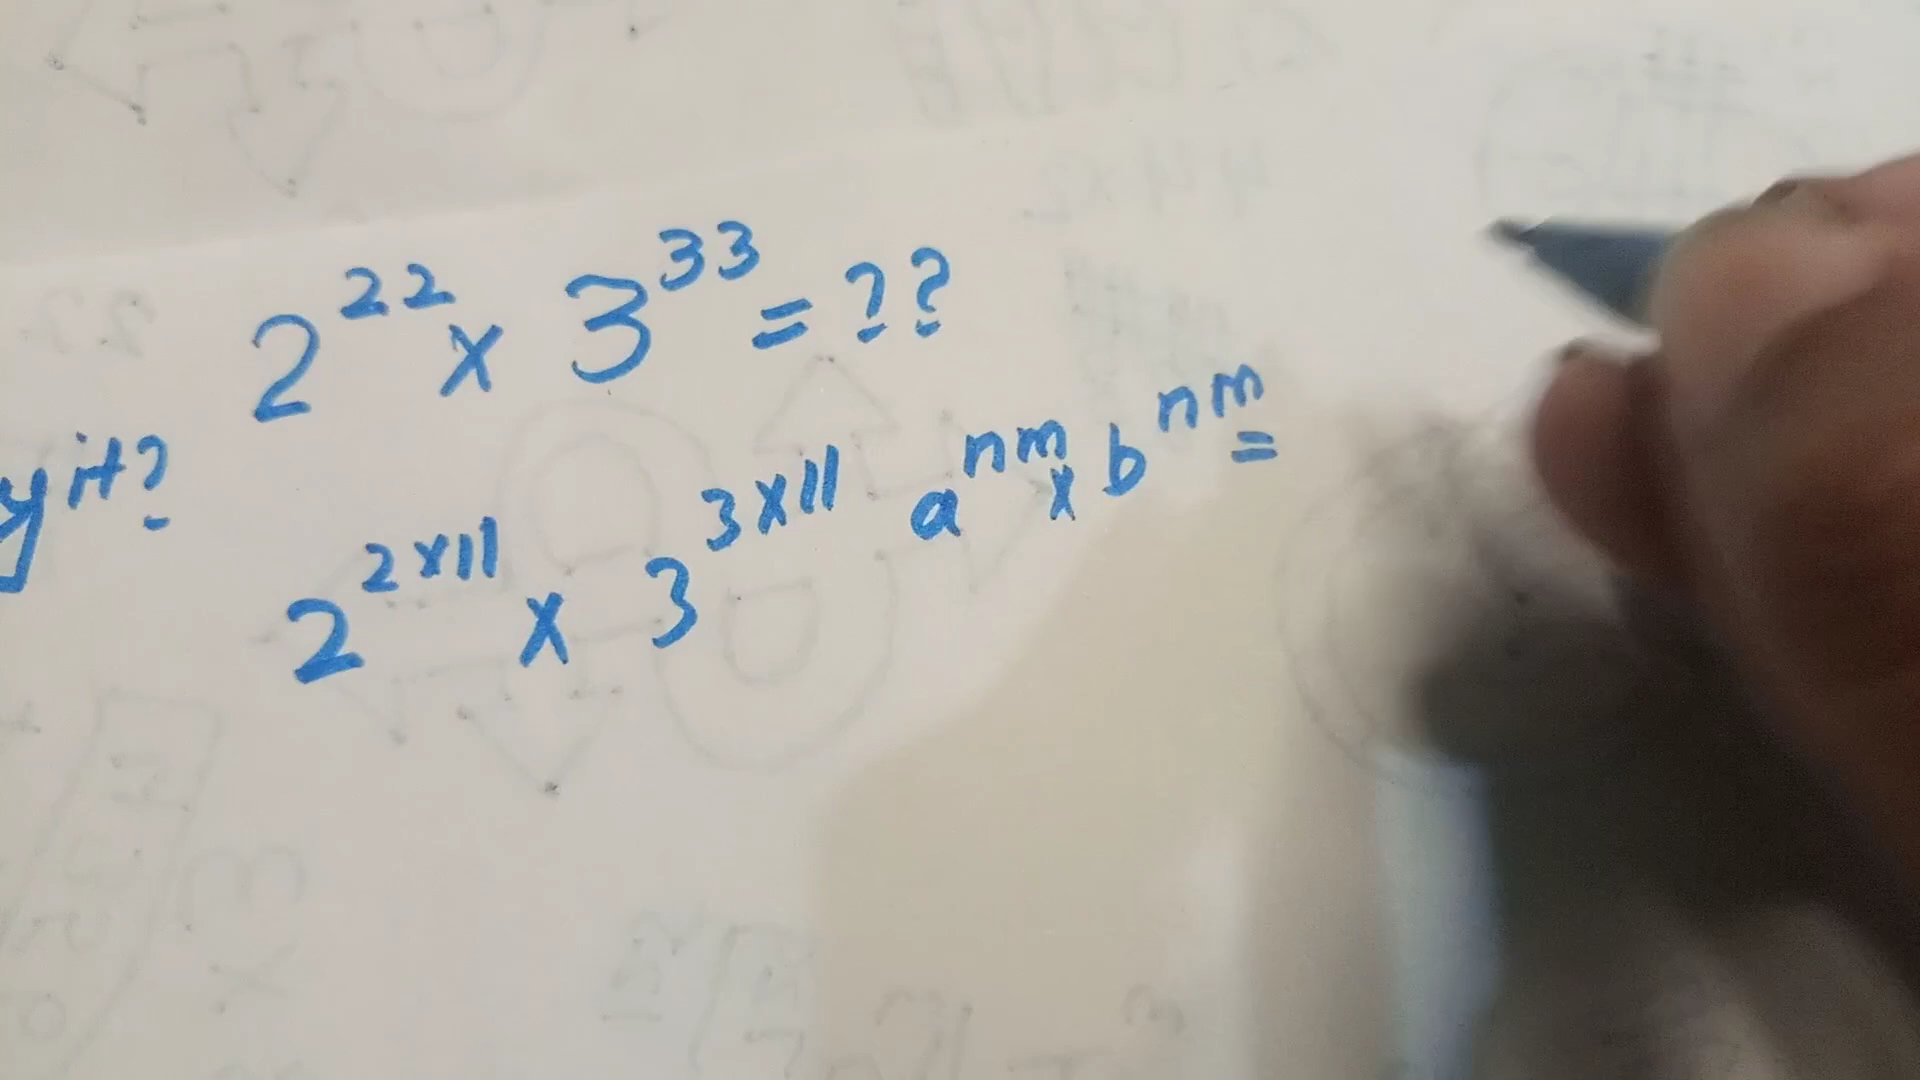 2^22 x 3^33 = ??
y it?
2^2x11 x 3^3x11 a^nm x b^nm =